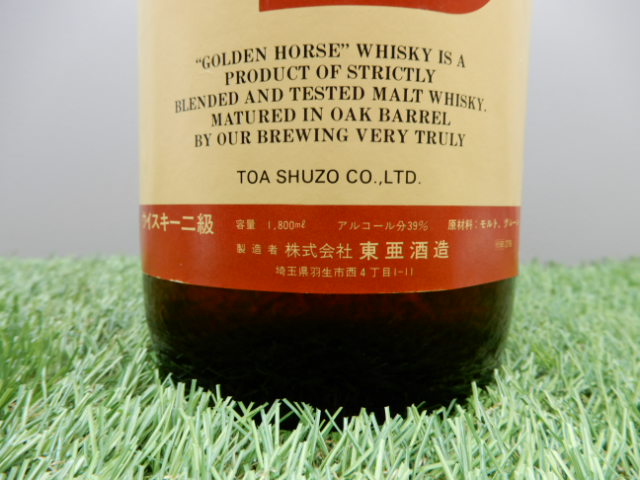 "GOLDEN HORSE" WHISKY IS A
PRODUCT OF STRICTLY
BLENDED AND TESTED MALT WHISKY.
MATURED IN OAK BARREL
BY OUR BREWING VERY TRULY
TOA SHUZO CO.,LTD.
ウイスキー二級 容量 1,800mℓ アルコール分39% 原材料:モルト、グレーン
製造者 株式会社 東亜酒造
埼玉県羽生市西4丁目1-11